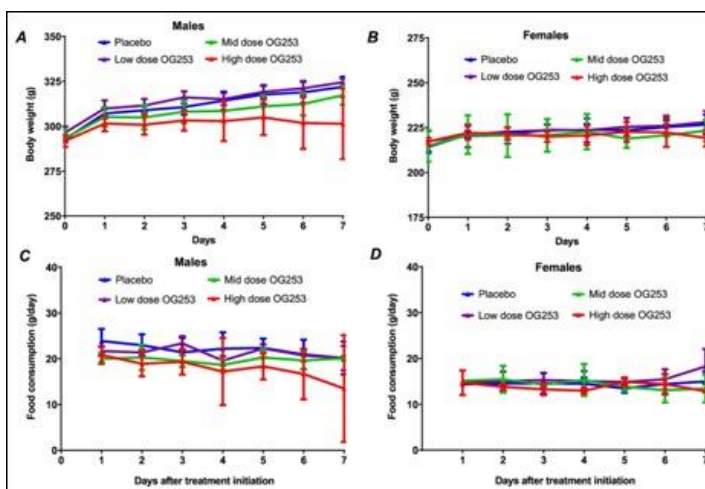 A
Males
Placebo
Mid dose OG253
Low dose OG253
High dose OG253
350
325
300
275
250
Body weight (g)
0 1 2 3 4 5 6 7
Days
B
Females
Placebo
Mid dose OG253
Low dose OG253
High dose OG253
275
250
225
200
175
Body weight (g)
0 1 2 3 4 5 6 7
Days
C
Males
Placebo
Mid dose OG253
Low dose OG253
High dose OG253
40
30
20
10
0
Food consumption (g/day)
0 1 2 3 4 5 6 7
Days after treatment initiation
D
Females
Placebo
Mid dose OG253
Low dose OG253
High dose OG253
40
30
20
10
0
Food consumption (g/day)
1 2 3 4 5 6 7
Days after treatment initiation